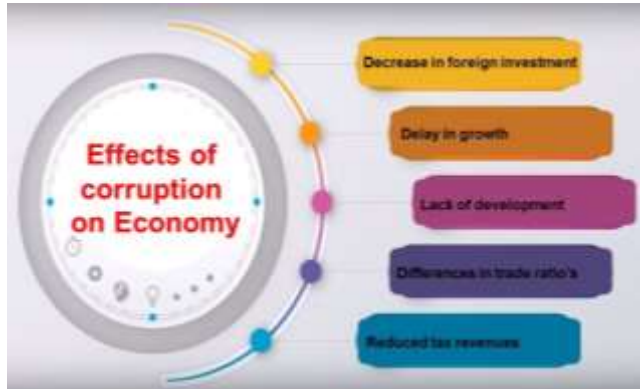 Effects of
corruption
on Economy
Decrease in foreign investment
Delay in growth
Lack of development
Differences in trade ratio's
Reduced tax revenues